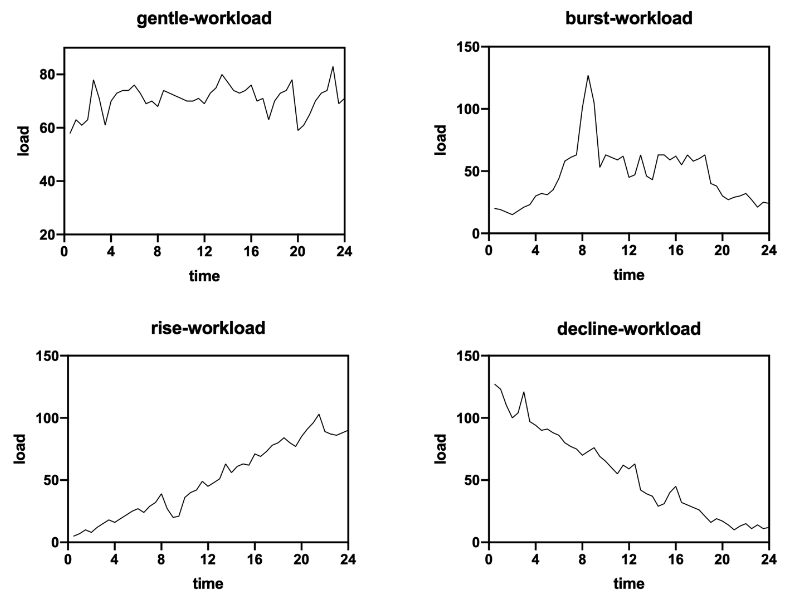 gentle-workload
80
60
40
20
load
0 4 8 12 16 20 24
time
burst-workload
150
100
50
0
load
0 4 8 12 16 20 24
time
rise-workload
150
100
50
0
load
0 4 8 12 16 20 24
time
decline-workload
150
100
50
0
load
0 4 8 12 16 20 24
time